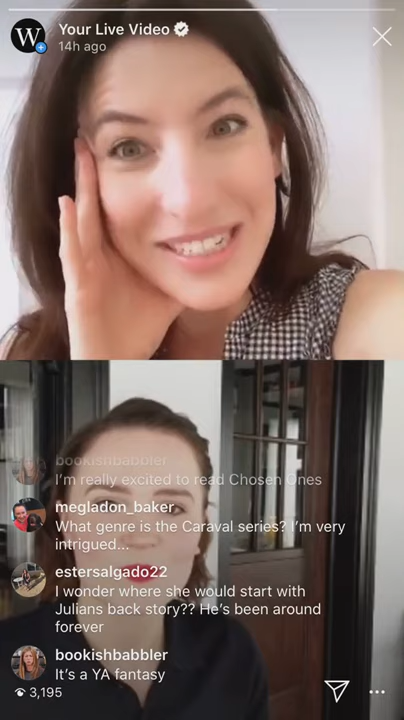 W
Your Live Video
14h ago
bookishbabbler
I'm really excited to read Chosen Ones
megladon_baker
What genre is the Caraval series? I'm very
intrigued...
estersalgado22
I wonder where she would start with
Julians back story?? He's been around
forever
bookishbabbler
It's a YA fantasy
3,195